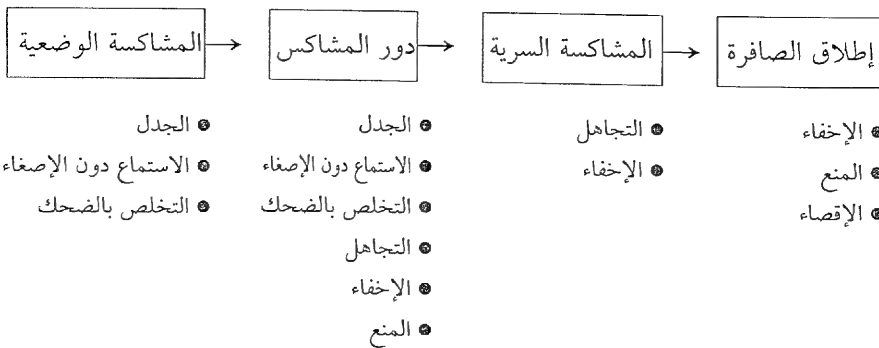 المشاكسة الوضعية
الجدل
الاستماع دون الإصغاء
التخلص بالضحك
دور المشاكس
الجدل
الاستماع دون الإصغاء
التخلص بالضحك
التجاهل
الإخفاء
المنع
المشاكسة السرية
التجاهل
الإخفاء
إطلاق الصافرة
الإخفاء
المنع
الإقصاء